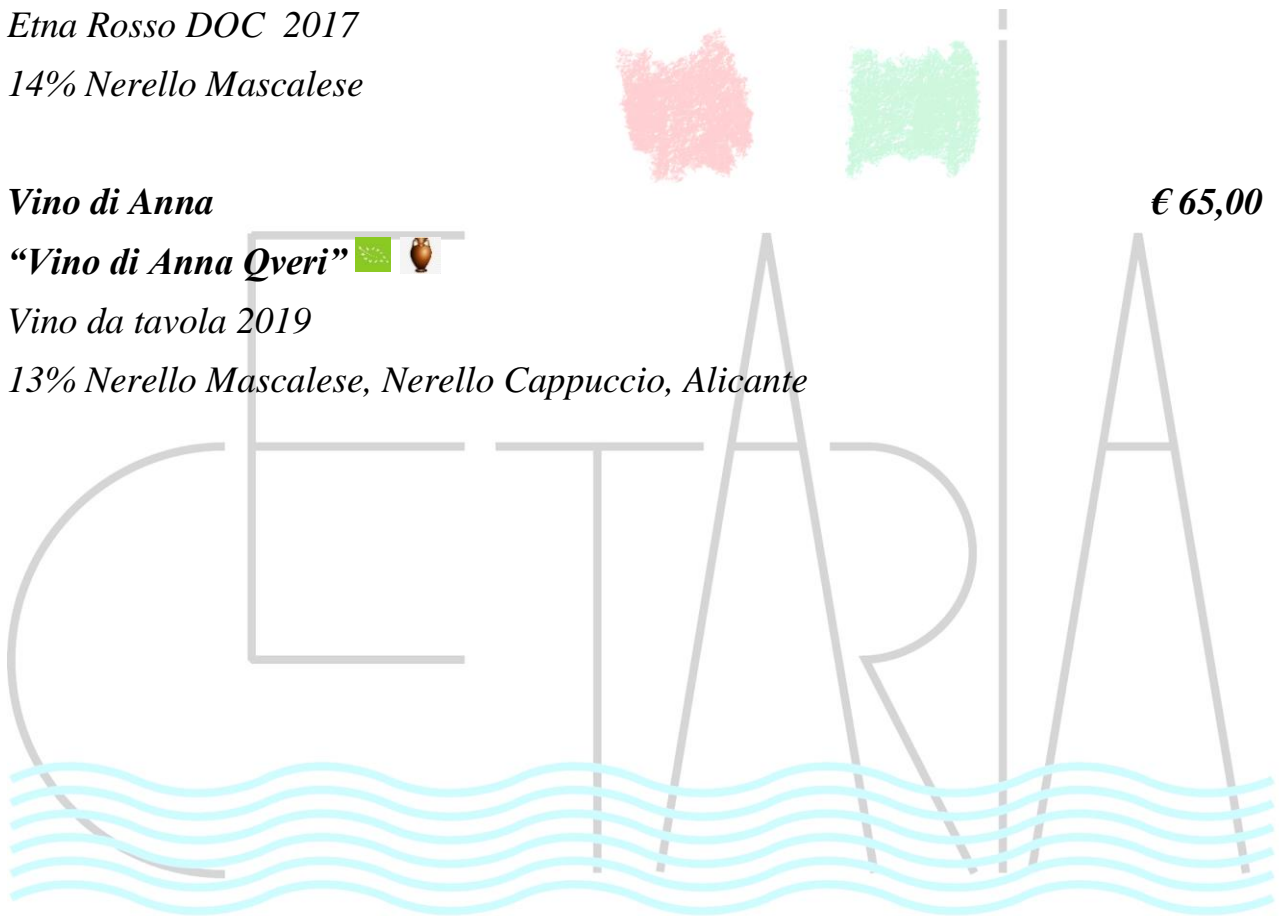 Etna Rosso DOC 2017
14% Nerello Mascalese
Vino di Anna € 65,00
“Vino di Anna Qveri”
Vino da tavola 2019
13% Nerello Mascalese, Nerello Cappuccio, Alicante
CETARIA